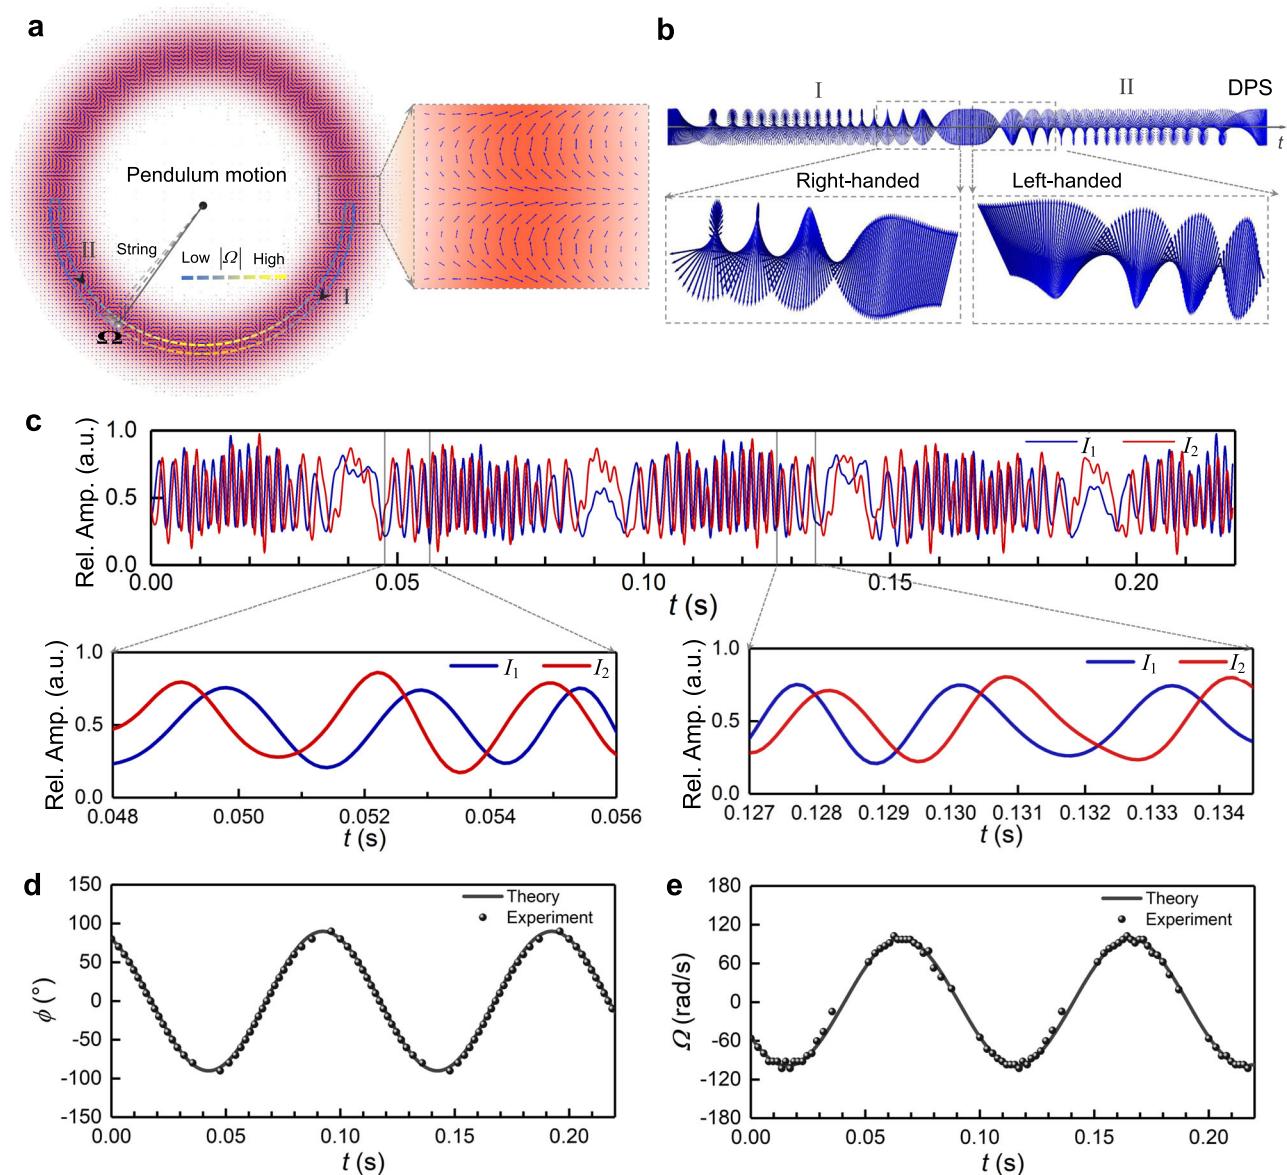 a
Pendulum motion
String
Low |Ω| High
II
I
Ω
b
I
II
DPS
t
Right-handed
Left-handed
c
Rel. Amp. (a.u.)
1.0
0.5
0.0
I1
I2
0.00 0.05 0.10 0.15 0.20
t (s)
Rel. Amp. (a.u.)
1.0
0.5
0.0
I1
I2
0.048 0.050 0.052 0.054 0.056
t (s)
Rel. Amp. (a.u.)
1.0
0.5
0.0
I1
I2
0.127 0.128 0.129 0.130 0.131 0.132 0.133 0.134
t (s)
d
ϕ (°)
150
100
50
0
-50
-100
-150
Theory
Experiment
0.00 0.05 0.10 0.15 0.20
t (s)
e
Ω (rad/s)
180
120
60
0
-60
-120
-180
Theory
Experiment
0.00 0.05 0.10 0.15 0.20
t (s)